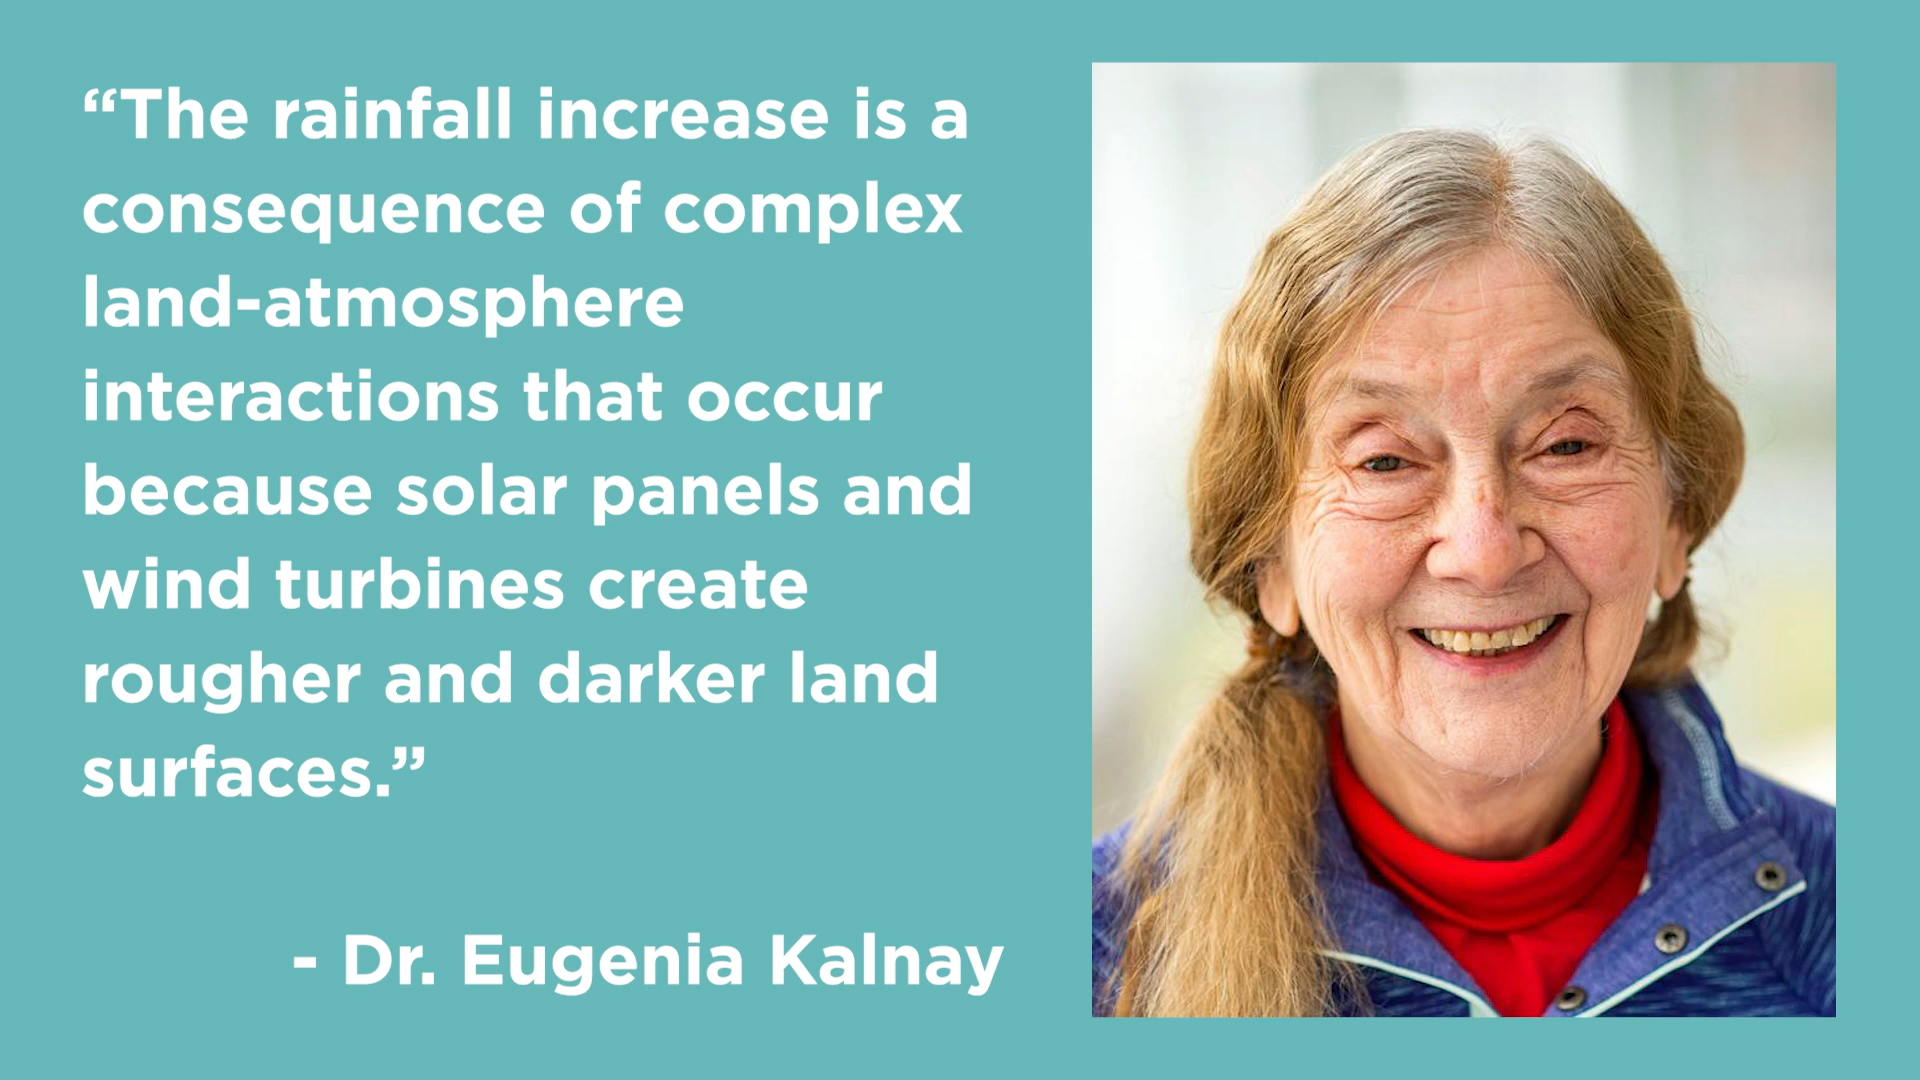 “The rainfall increase is a
consequence of complex
land-atmosphere
interactions that occur
because solar panels and
wind turbines create
rougher and darker land
surfaces.”
- Dr. Eugenia Kalnay